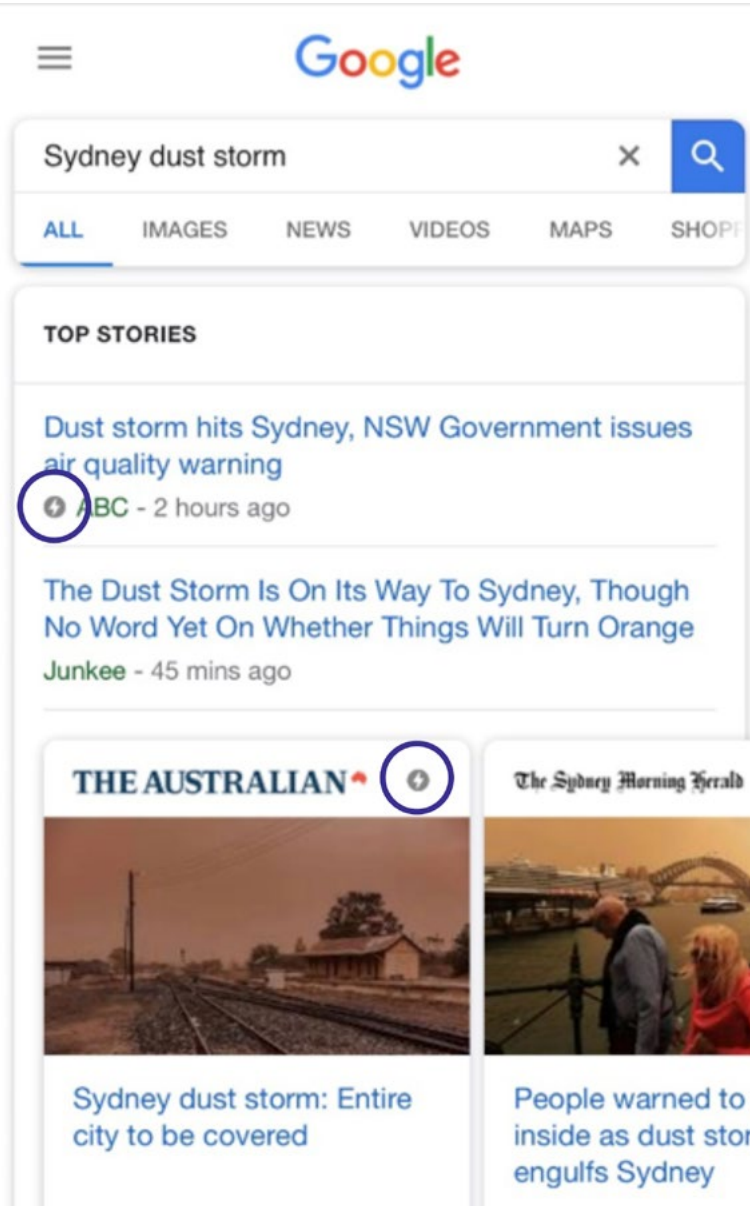 Google
Sydney dust storm
ALL IMAGES NEWS VIDEOS MAPS SHOPP
TOP STORIES
Dust storm hits Sydney, NSW Government issues
air quality warning
ABC - 2 hours ago
The Dust Storm Is On Its Way To Sydney, Though
No Word Yet On Whether Things Will Turn Orange
Junkee - 45 mins ago
THE AUSTRALIAN
The Sydney Morning Herald
Sydney dust storm: Entire
city to be covered
People warned to
inside as dust stor
engulfs Sydney